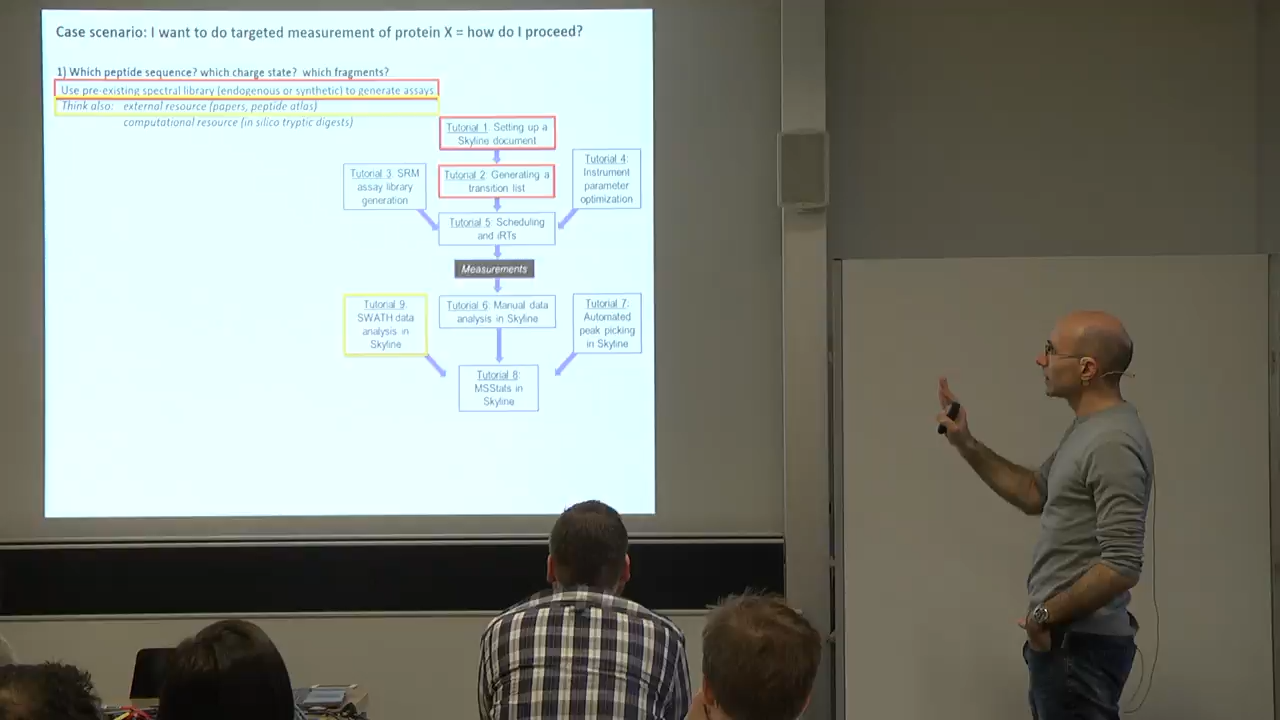 Case scenario: I want to do targeted measurement of protein X = how do I proceed?
1) Which peptide sequence? which charge state? which fragments?
Use pre-existing spectral library (endogenous or synthetic) to generate assays.
Think also: external resource (papers, peptide atlas)
computational resource (in silico tryptic digests)
Tutorial 1: Setting up a
Skyline document
Tutorial 3: SRM
assay library
generation
Tutorial 2: Generating a
transition list
Tutorial 4:
Instrument
parameter
optimization
Tutorial 5: Scheduling
and iRTs
Measurements
Tutorial 9:
SWATH data
analysis in
Skyline
Tutorial 6: Manual data
analysis in Skyline
Tutorial 7:
Automated
peak picking
in Skyline
Tutorial 8:
MSStats in
Skyline